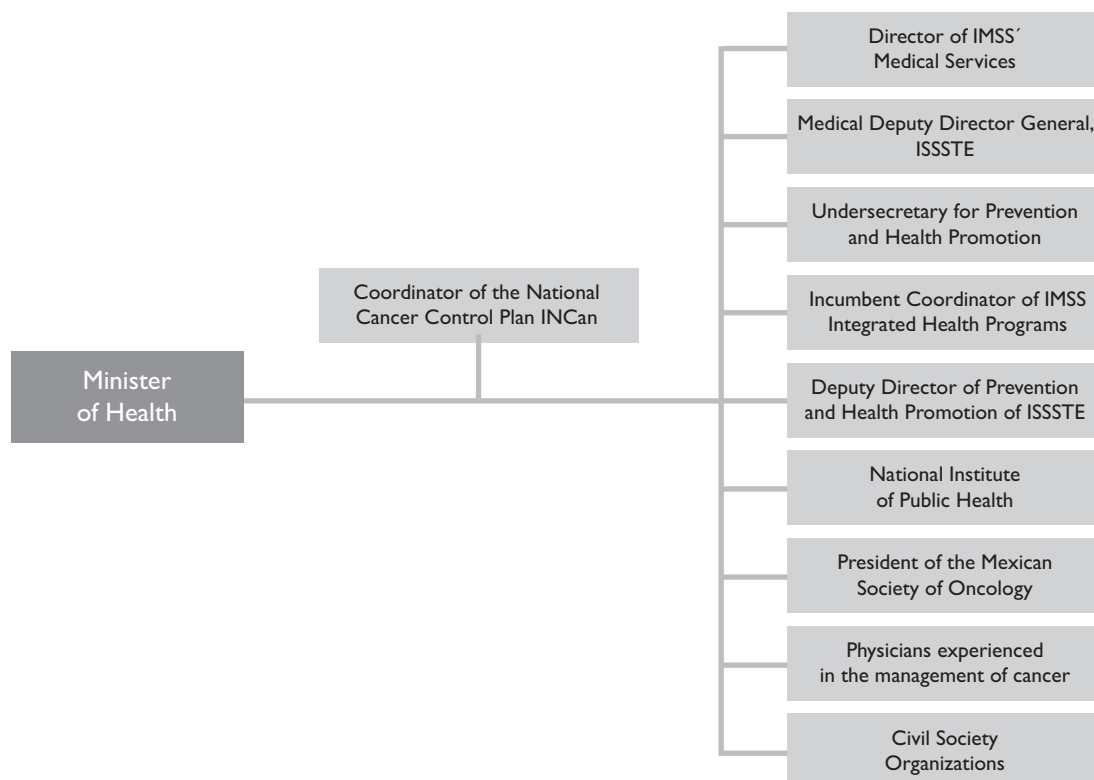 Minister
of Health
Coordinator of the National
Cancer Control Plan INCan
Director of IMSS´
Medical Services
Medical Deputy Director General,
ISSSTE
Undersecretary for Prevention
and Health Promotion
Incumbent Coordinator of IMSS
Integrated Health Programs
Deputy Director of Prevention
and Health Promotion of ISSSTE
National Institute
of Public Health
President of the Mexican
Society of Oncology
Physicians experienced
in the management of cancer
Civil Society
Organizations